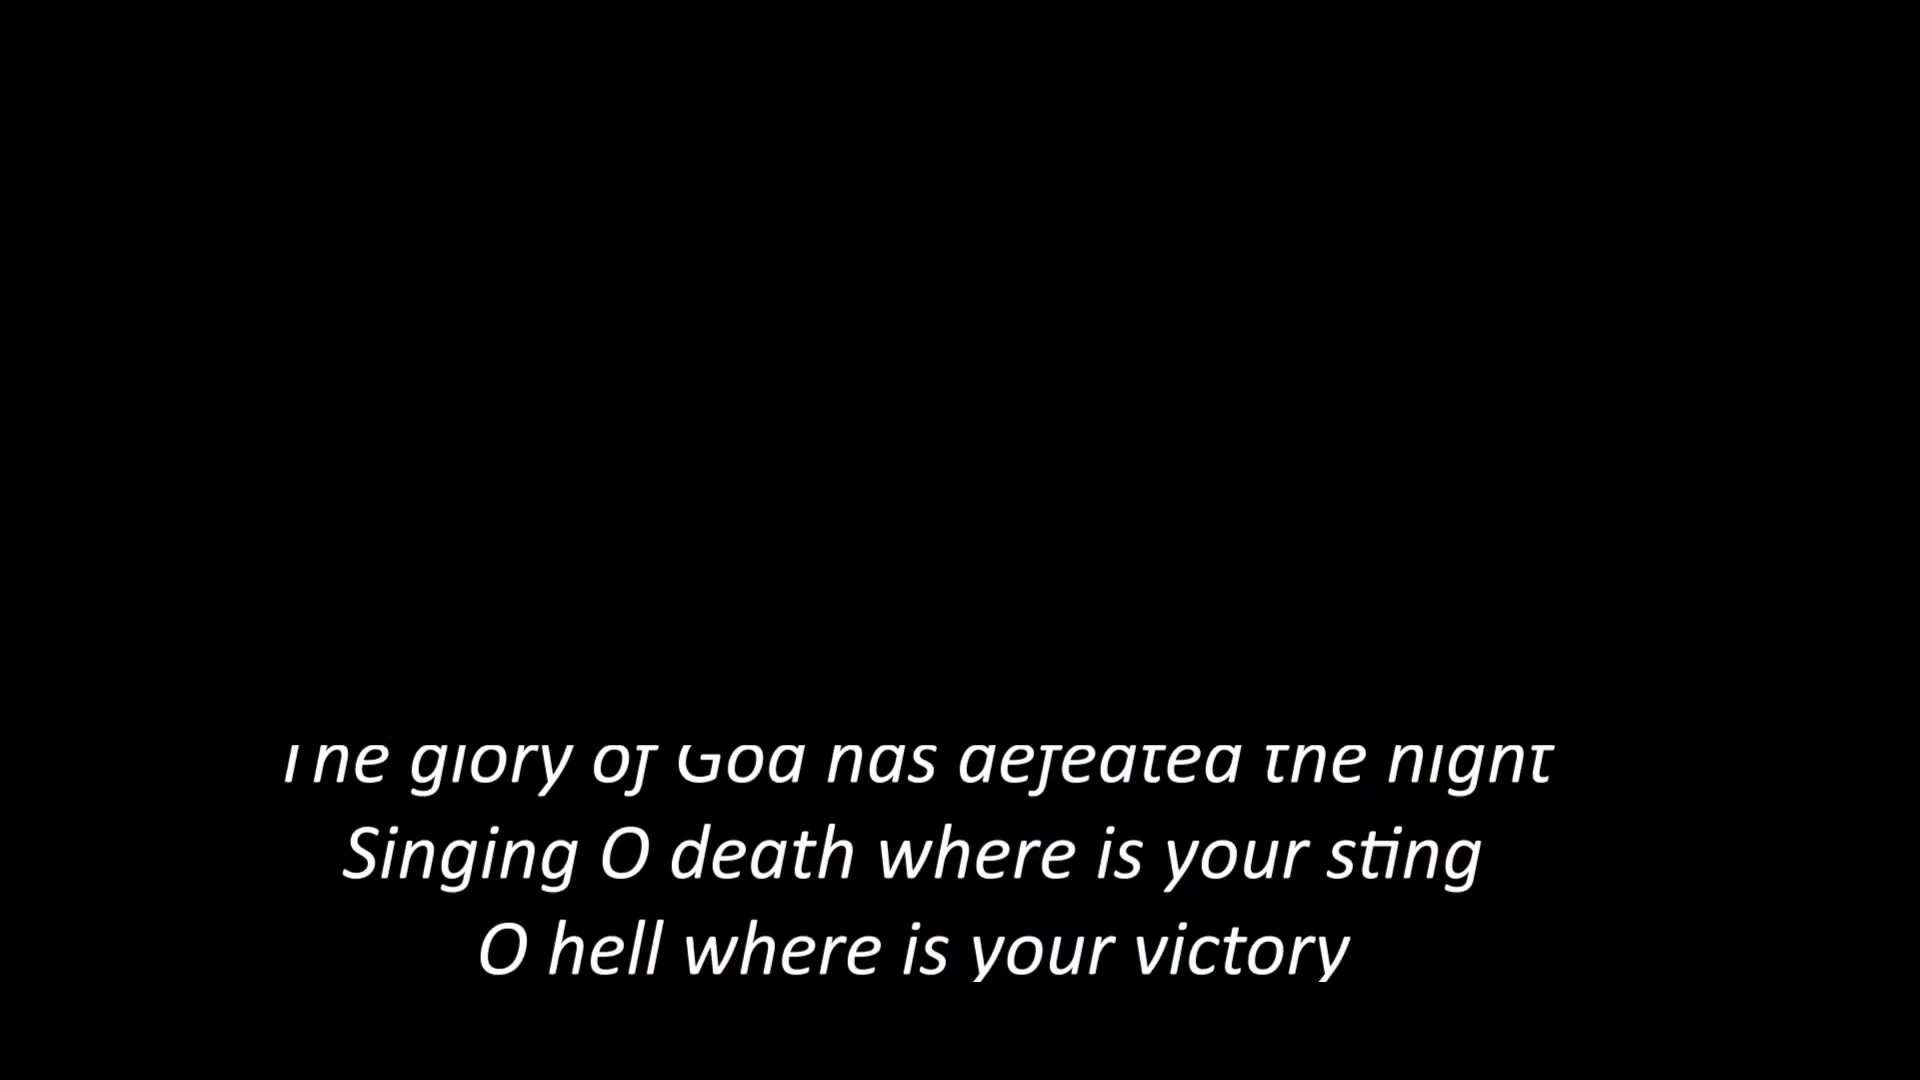 The glory of God has defeated the night
Singing O death where is your sting
O hell where is your victory